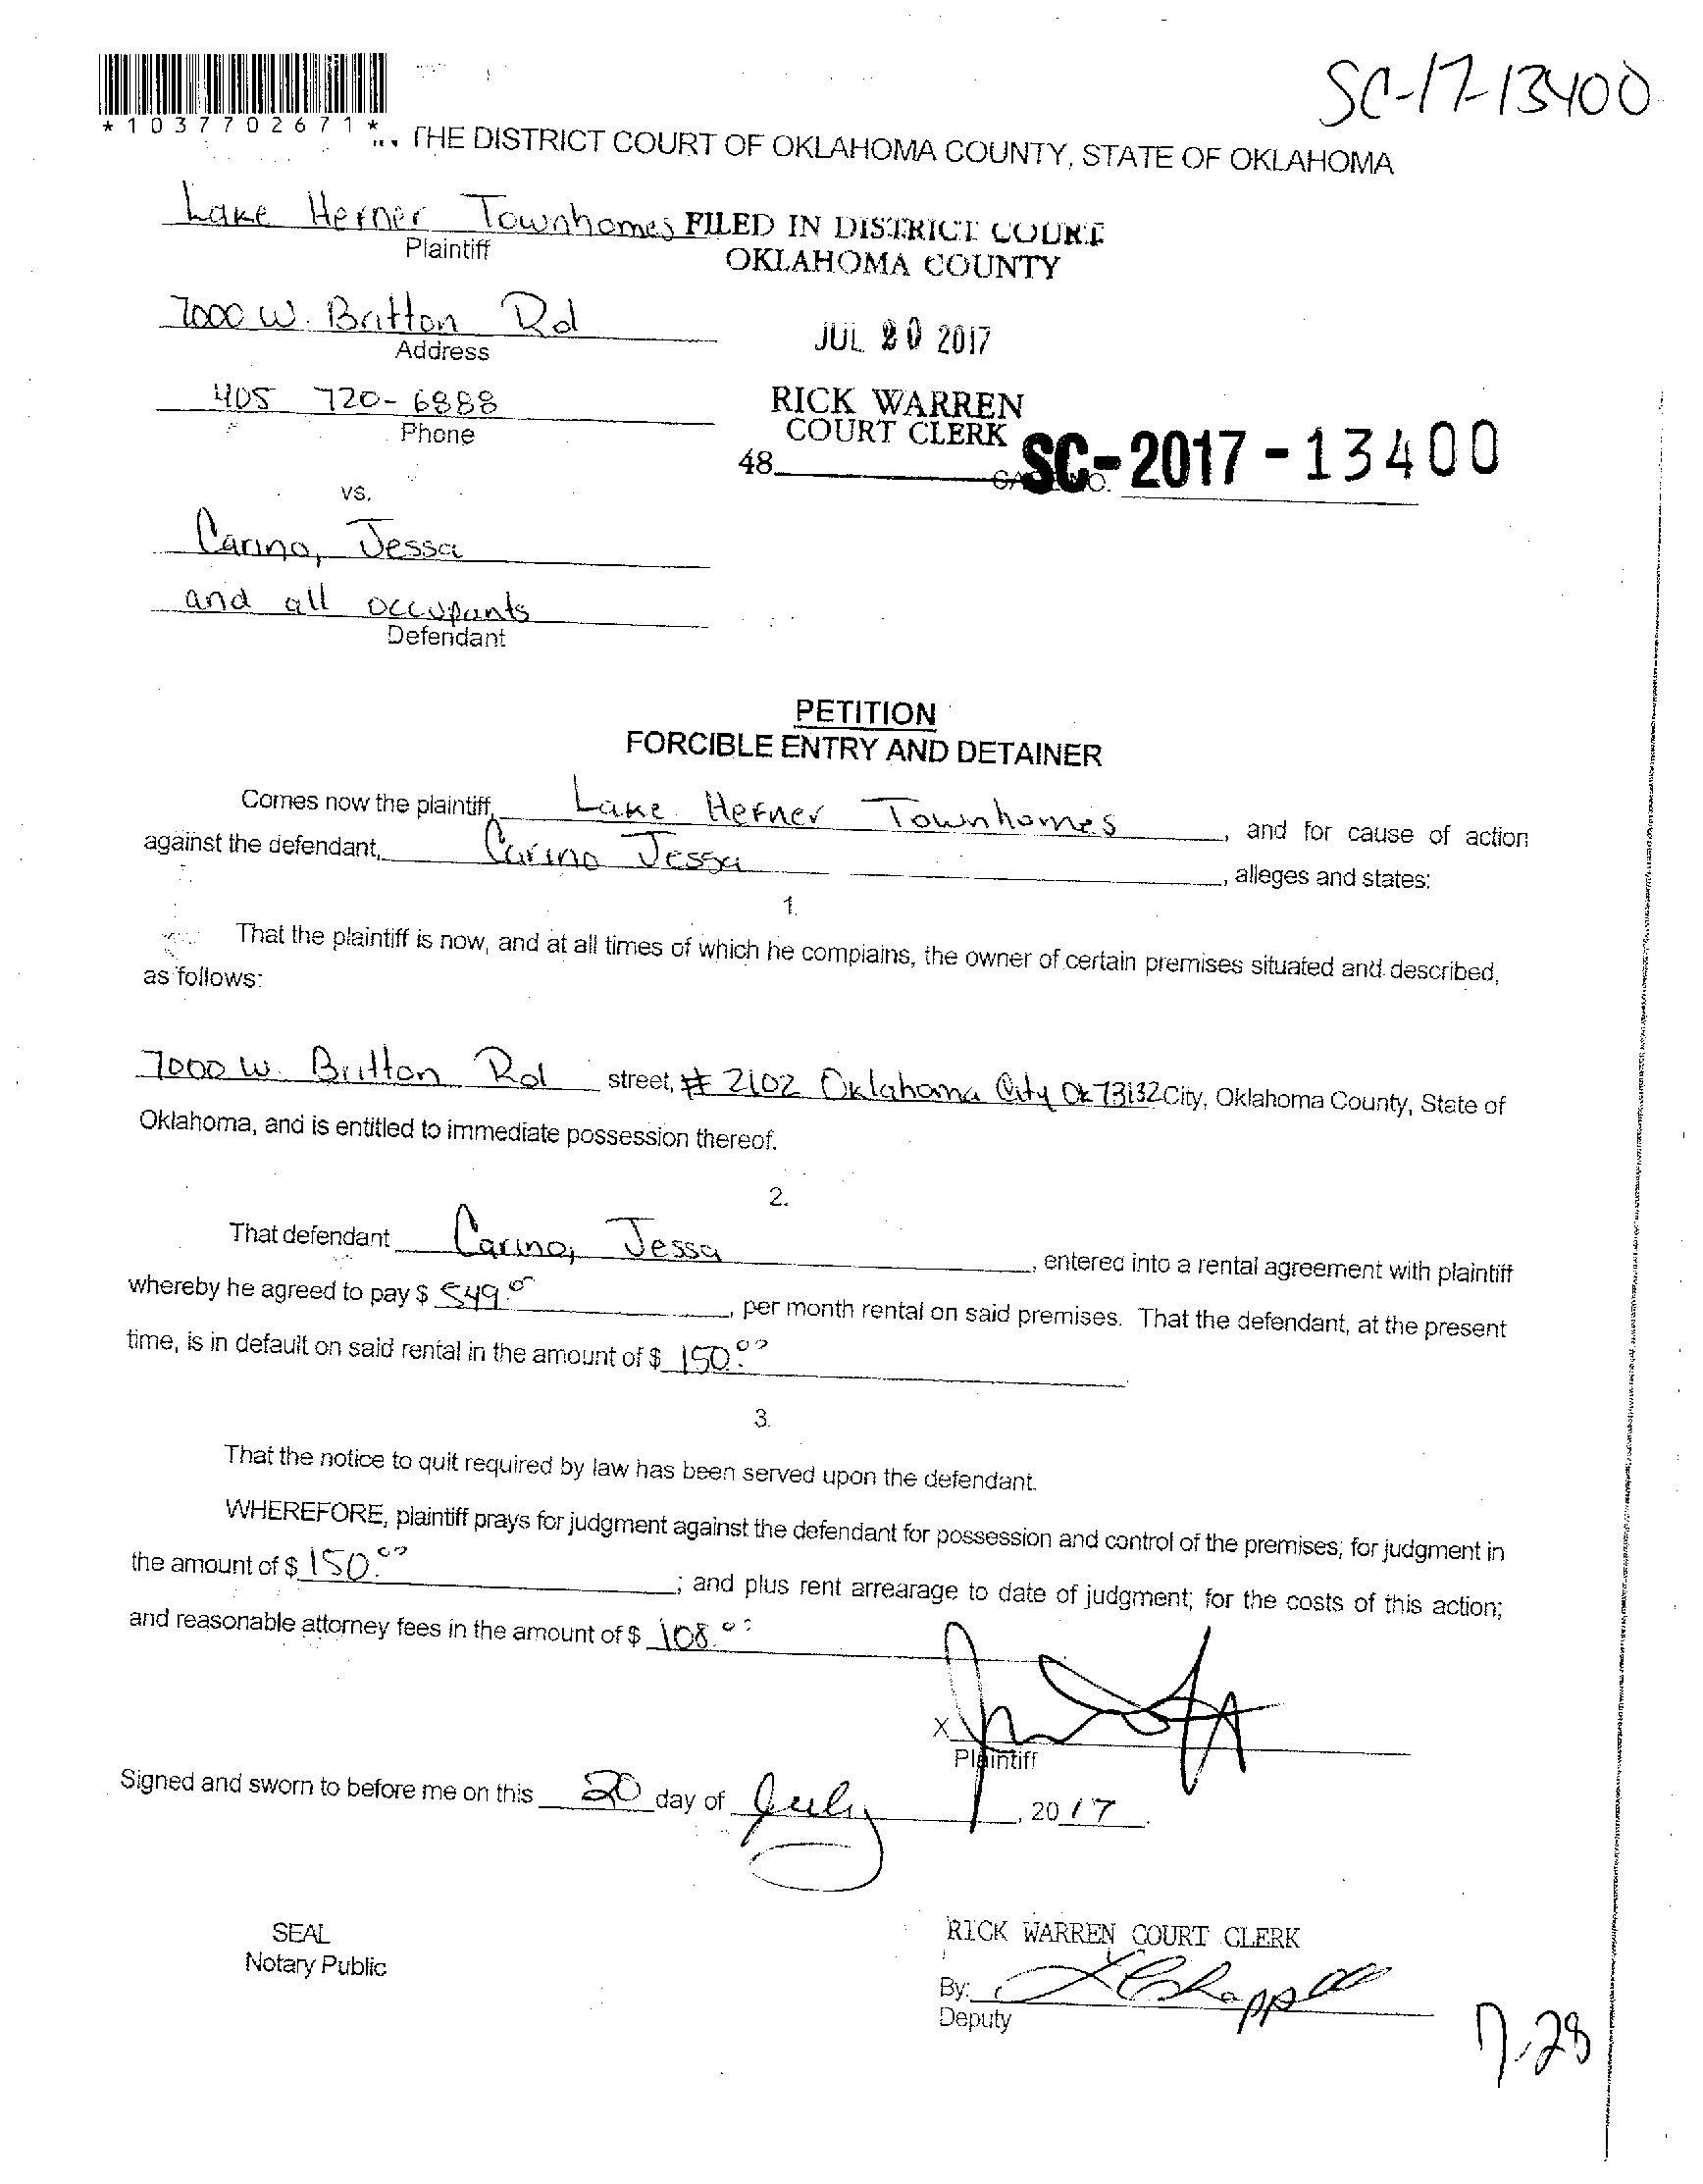 SC-17-13400
*1037702671*
THE DISTRICT COURT OF OKLAHOMA COUNTY, STATE OF OKLAHOMA
Lake Hefner Townhomes FILED IN DISTRICT COURT
Plaintiff
OKLAHOMA COUNTY
7000 W. Britton Rd
Address
JUL 20 2017
405 720-6888
Phone
RICK WARREN
COURT CLERK
48
SC-2017-13400
vs.
Carino, Jessa
and all occupants
Defendant
PETITION
FORCIBLE ENTRY AND DETAINER
Comes now the plaintiff, Lake Hefner Townhomes, and for cause of action
against the defendant, Carino Jessa, alleges and states:
1.
That the plaintiff is now, and at all times of which he complains, the owner of certain premises situated and described,
as follows:
7000 W. Britton Rd street, # 2102 Oklahoma City Ok 73132 City, Oklahoma County, State of
Oklahoma, and is entitled to immediate possession thereof.
2.
That defendant Carino, Jessa, entered into a rental agreement with plaintiff
whereby he agreed to pay $ 549.00, per month rental on said premises. That the defendant, at the present
time, is in default on said rental in the amount of $ 150.00
3.
That the notice to quit required by law has been served upon the defendant.
WHEREFORE, plaintiff prays for judgment against the defendant for possession and control of the premises; for judgment in
the amount of $ 150.00; and plus rent arrearage to date of judgment; for the costs of this action;
and reasonable attorney fees in the amount of $ 108.00
X
Plaintiff
Signed and sworn to before me on this 20 day of July, 2017.
SEAL
Notary Public
RICK WARREN COURT CLERK
By:
Deputy
7.28